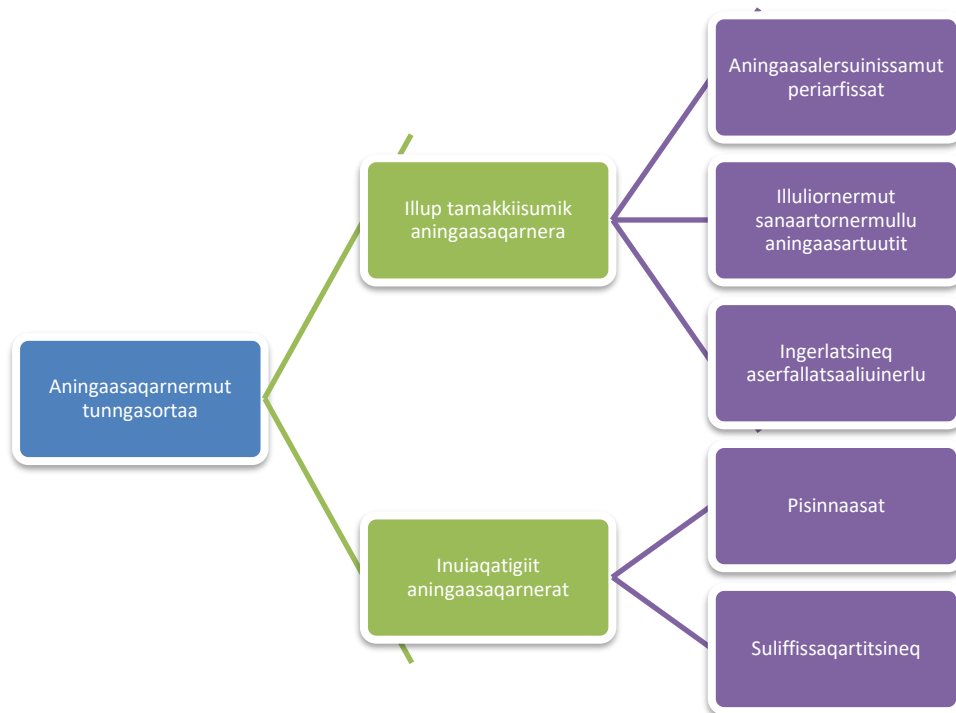 Aningaasaqarnermut
tunngasortaa
Illup tamakkiisumik
aningaasaqarnera
Aningaasalersuinissamut
periarfissat
Illuliornermut
sanaartornermullu
aningaasartuutit
Ingerlatsineq
aserfallatsaaliuinerlu
Inuiaqatigiit
aningaasaqarnerat
Pisinnaasat
Suliffissaqartitsineq